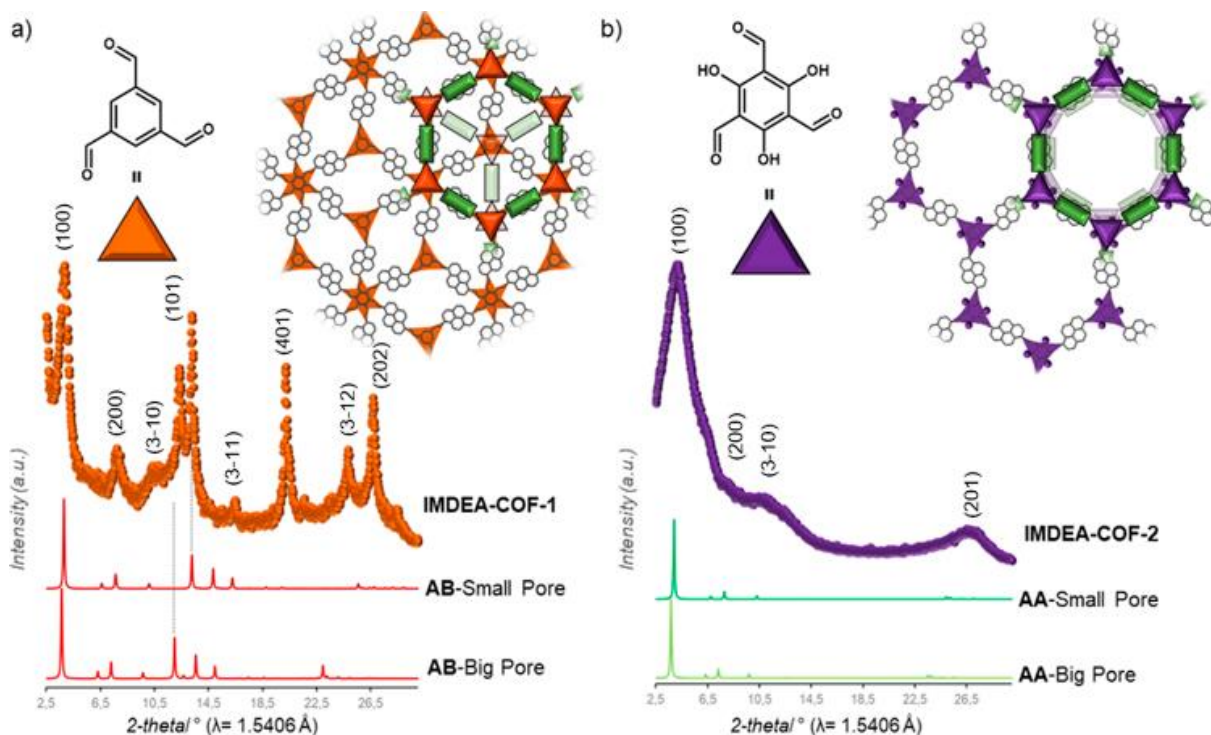 a)
O
O
O
II
(100)
(200)
(3-10)
(101)
(3-11)
(401)
(3-12)
(202)
Intensity (a.u.)
IMDEA-COF-1
AB-Small Pore
AB-Big Pore
2,5 6,5 10,5 14,5 18,5 22,5 26,5
2-theta/ ° (λ= 1.5406 Å)
b)
O
HO OH
O O
OH
II
(100)
(200)
(3-10)
(201)
Intensity (a.u.)
IMDEA-COF-2
AA-Small Pore
AA-Big Pore
2,5 6,5 10,5 14,5 18,5 22,5 26,5
2-theta/ ° (λ= 1.5406 Å)